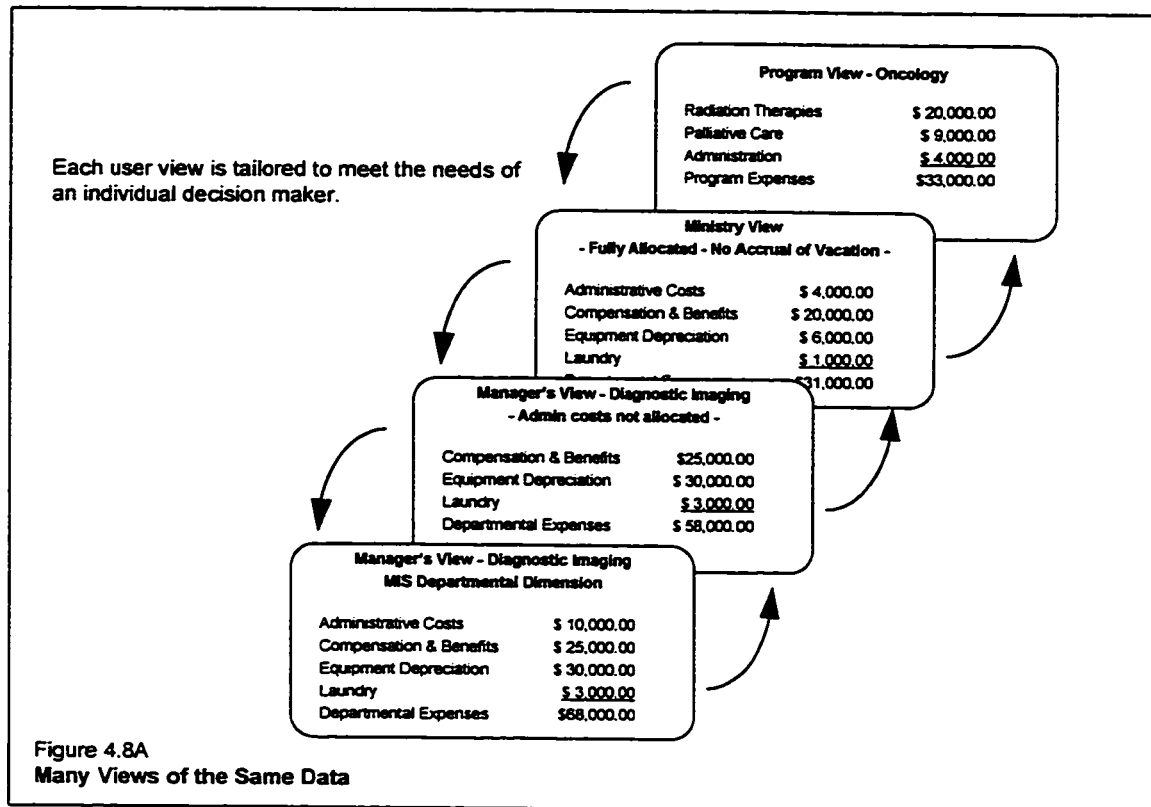 Program View - Oncology
Radiation Therapies $ 20,000.00
Palliative Care $ 9,000.00
Administration $ 4,000.00
Program Expenses $33,000.00
Each user view is tailored to meet the needs of
an individual decision maker.
Ministry View
- Fully Allocated - No Accrual of Vacation -
Administrative Costs $ 4,000.00
Compensation & Benefits $ 20,000.00
Equipment Depreciation $ 6,000.00
Laundry $ 1,000.00
$31,000.00
Manager's View - Diagnostic Imaging
- Admin costs not allocated -
Compensation & Benefits $25,000.00
Equipment Depreciation $ 30,000.00
Laundry $ 3,000.00
Departmental Expenses $ 58,000.00
Manager's View - Diagnostic Imaging
MIS Departmental Dimension
Administrative Costs $ 10,000.00
Compensation & Benefits $ 25,000.00
Equipment Depreciation $ 30,000.00
Laundry $ 3,000.00
Departmental Expenses $68,000.00
Figure 4.8A
Many Views of the Same Data